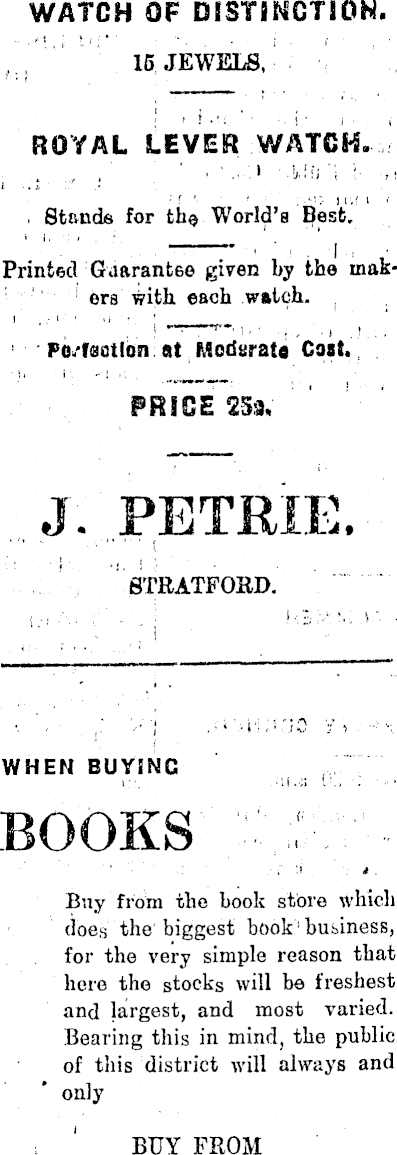 WATCH OF DISTINCTION.
15 JEWELS,
ROYAL LEVER WATCH.
Stands for the World's Best.
Printed Guarantee given by the mak-
ers with each watch.
Perfection at Moderate Cost.
PRICE 25s.
J. PETRIE,
STRATFORD.
WHEN BUYING
BOOKS
Buy from the book store which
does the biggest book business,
for the very simple reason that
here the stocks will be freshest
and largest, and most varied.
Bearing this in mind, the public
of this district will always and
only
BUY FROM